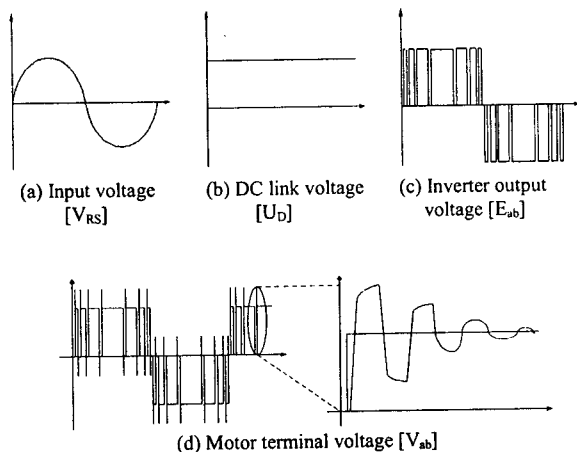 (a) Input voltage
[V_RS]
(b) DC link voltage
[U_D]
(c) Inverter output
voltage [E_ab]
(d) Motor terminal voltage [V_ab]